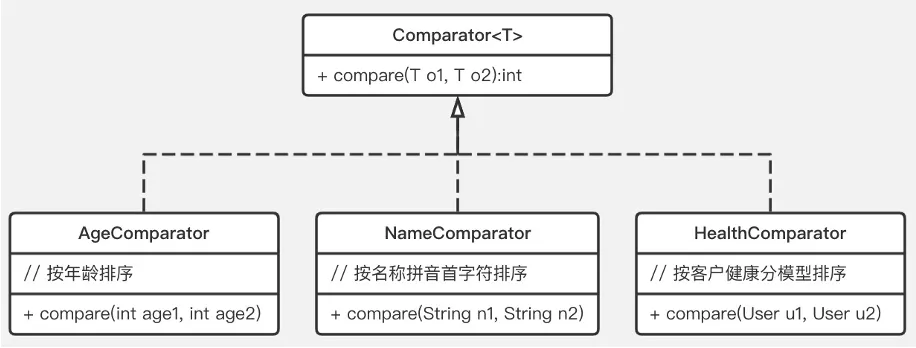 Comparator<T>
+ compare(T o1, T o2):int
AgeComparator
// 按年龄排序
+ compare(int age1, int age2)
NameComparator
// 按名称拼音首字符排序
+ compare(String n1, String n2)
HealthComparator
// 按客户健康分模型排序
+ compare(User u1, User u2)